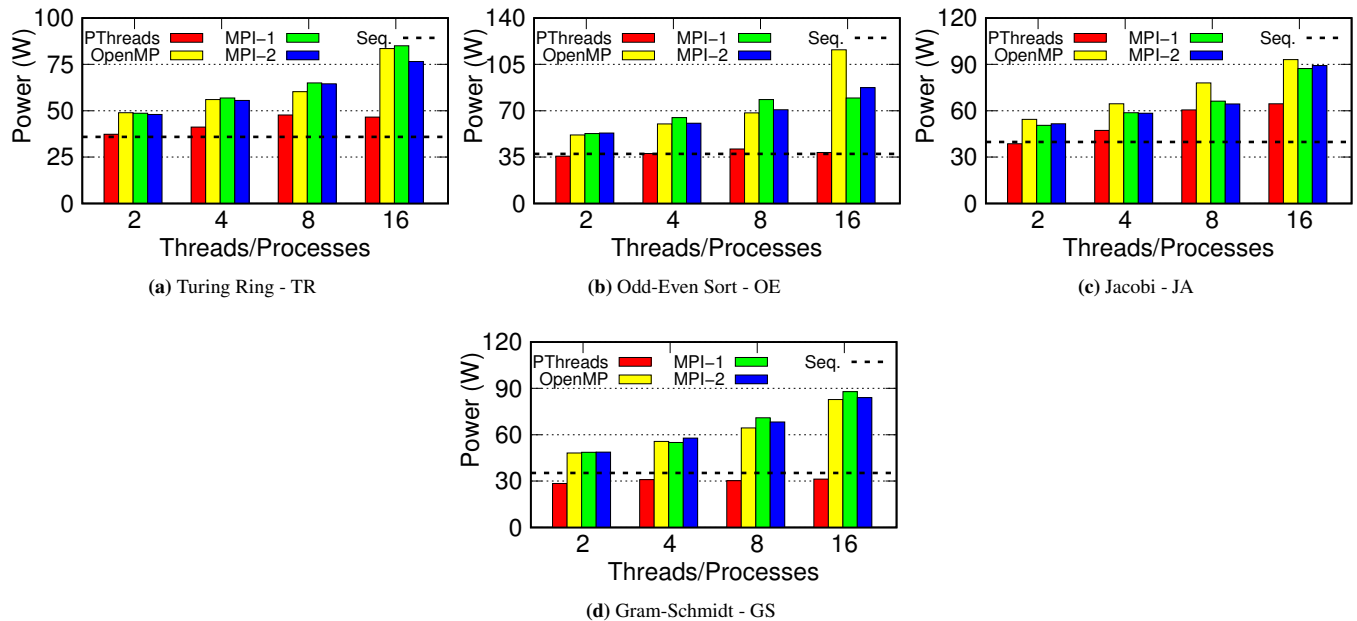 100
75
50
25
0
Power (W)
PThreads
OpenMP
MPI-1
MPI-2
Seq.
2 4 8 16
Threads/Processes
(a) Turing Ring - TR
140
105
70
35
0
Power (W)
PThreads
OpenMP
MPI-1
MPI-2
Seq.
2 4 8 16
Threads/Processes
(b) Odd-Even Sort - OE
120
90
60
30
0
Power (W)
PThreads
OpenMP
MPI-1
MPI-2
Seq.
2 4 8 16
Threads/Processes
(c) Jacobi - JA
120
90
60
30
0
Power (W)
PThreads
OpenMP
MPI-1
MPI-2
Seq.
2 4 8 16
Threads/Processes
(d) Gram-Schmidt - GS